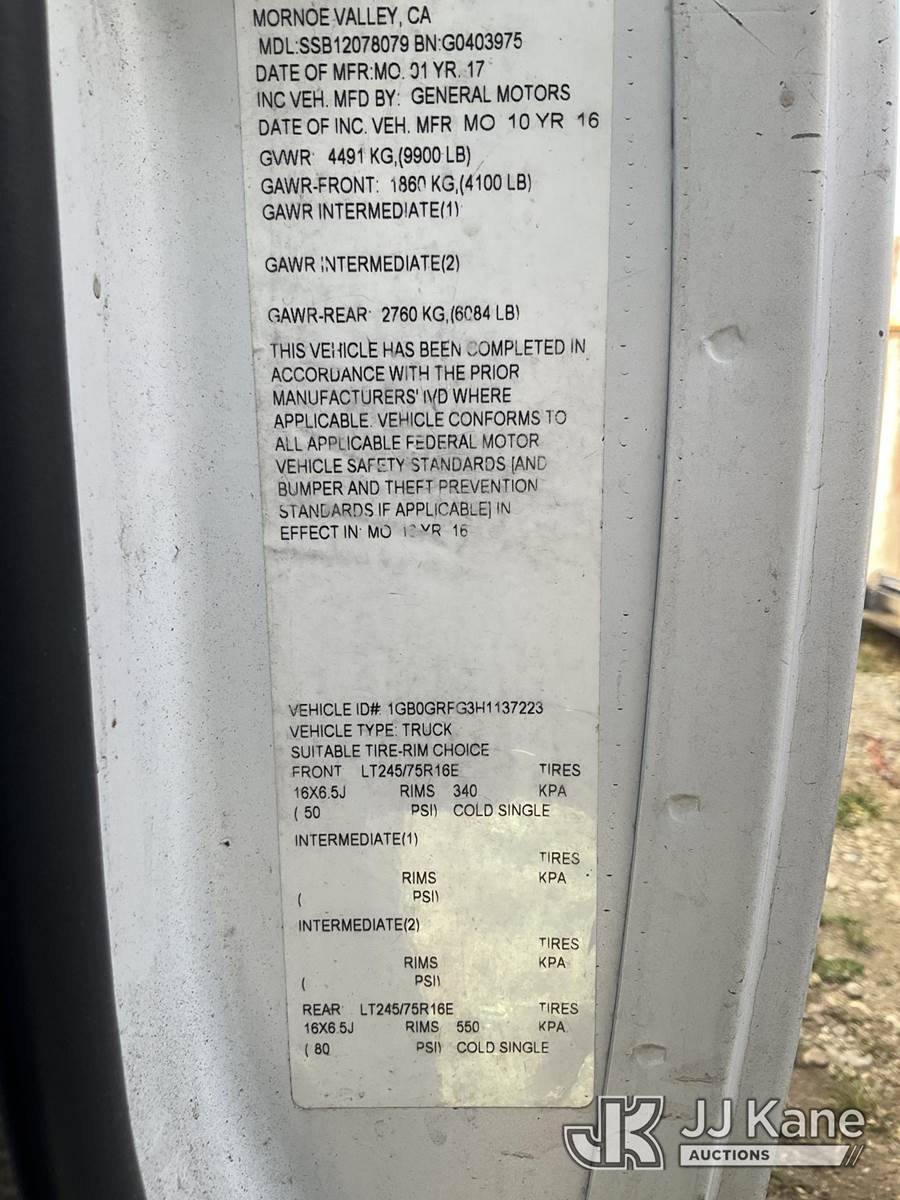 MORNOE VALLEY, CA
MDL:SSB12078079 BN:G0403975
DATE OF MFR:MO. 01 YR. 17
INC VEH. MFD BY: GENERAL MOTORS
DATE OF INC. VEH. MFR MO 10 YR 16
GVWR 4491 KG,(9900 LB)
GAWR-FRONT: 1860 KG,(4100 LB)
GAWR INTERMEDIATE(1)
GAWR INTERMEDIATE(2)
GAWR-REAR: 2760 KG,(6084 LB)
THIS VEHICLE HAS BEEN COMPLETED IN
ACCORDANCE WITH THE PRIOR
MANUFACTURERS' IVD WHERE
APPLICABLE. VEHICLE CONFORMS TO
ALL APPLICABLE FEDERAL MOTOR
VEHICLE SAFETY STANDARDS [AND
BUMPER AND THEFT PREVENTION
STANDARDS IF APPLICABLE] IN
EFFECT IN: MO YR 16
VEHICLE ID# 1GB0GRFG3H1137223
VEHICLE TYPE: TRUCK
SUITABLE TIRE-RIM CHOICE
FRONT LT245/75R16E TIRES
16X6.5J RIMS 340 KPA
( 50 PSI) COLD SINGLE
INTERMEDIATE(1)
TIRES
RIMS KPA
( PSI)
INTERMEDIATE(2)
TIRES
RIMS KPA
( PSI)
REAR LT245/75R16E TIRES
16X6.5J RIMS 550 KPA
( 80 PSI) COLD SINGLE
JK JJ Kane
AUCTIONS